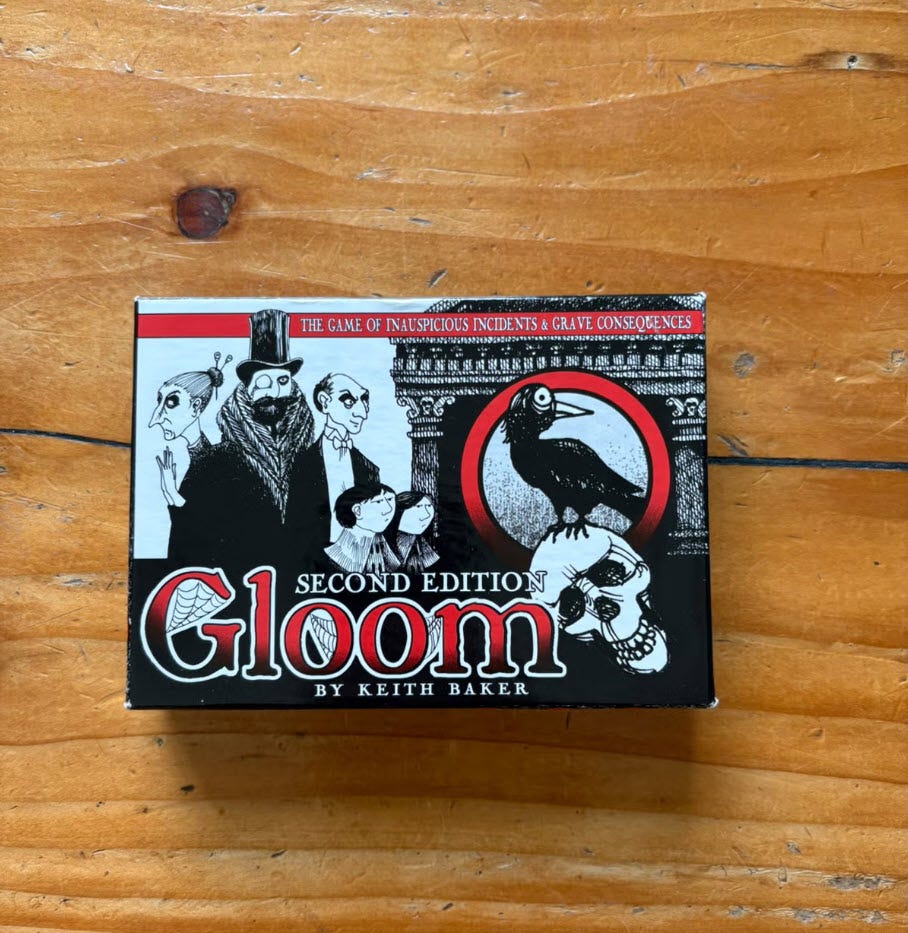 THE GAME OF INAUSPICIOUS INCIDENTS & GRAVE CONSEQUENCES
SECOND EDITION
Gloom
BY KEITH BAKER